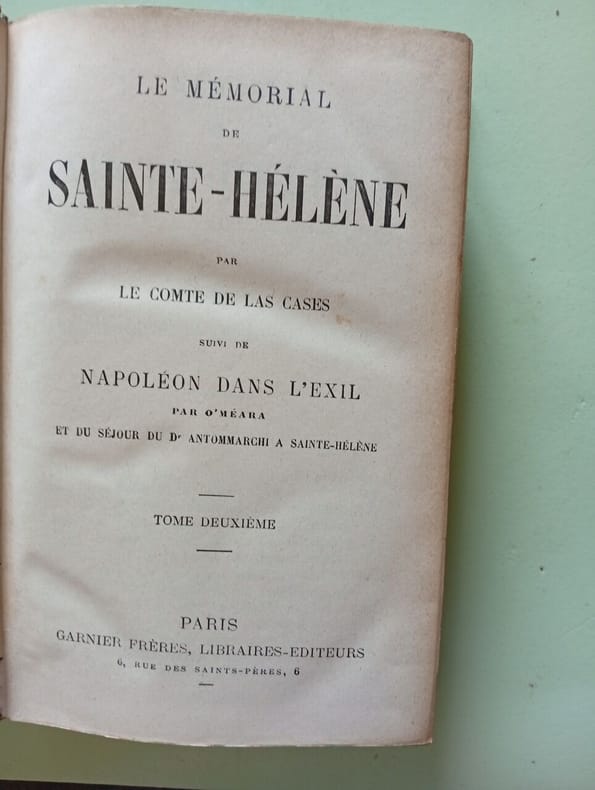 LE MÉMORIAL
DE
SAINTE-HÉLÈNE
PAR
LE COMTE DE LAS CASES
SUIVI DE
NAPOLÉON DANS L'EXIL
PAR O'MÉARA
ET DU SÉJOUR DU Dr ANTOMMARCHI A SAINTE-HÉLÈNE
TOME DEUXIÈME
PARIS
GARNIER FRÈRES, LIBRAIRES-EDITEURS
6, RUE DES SAINTS-PÈRES, 6